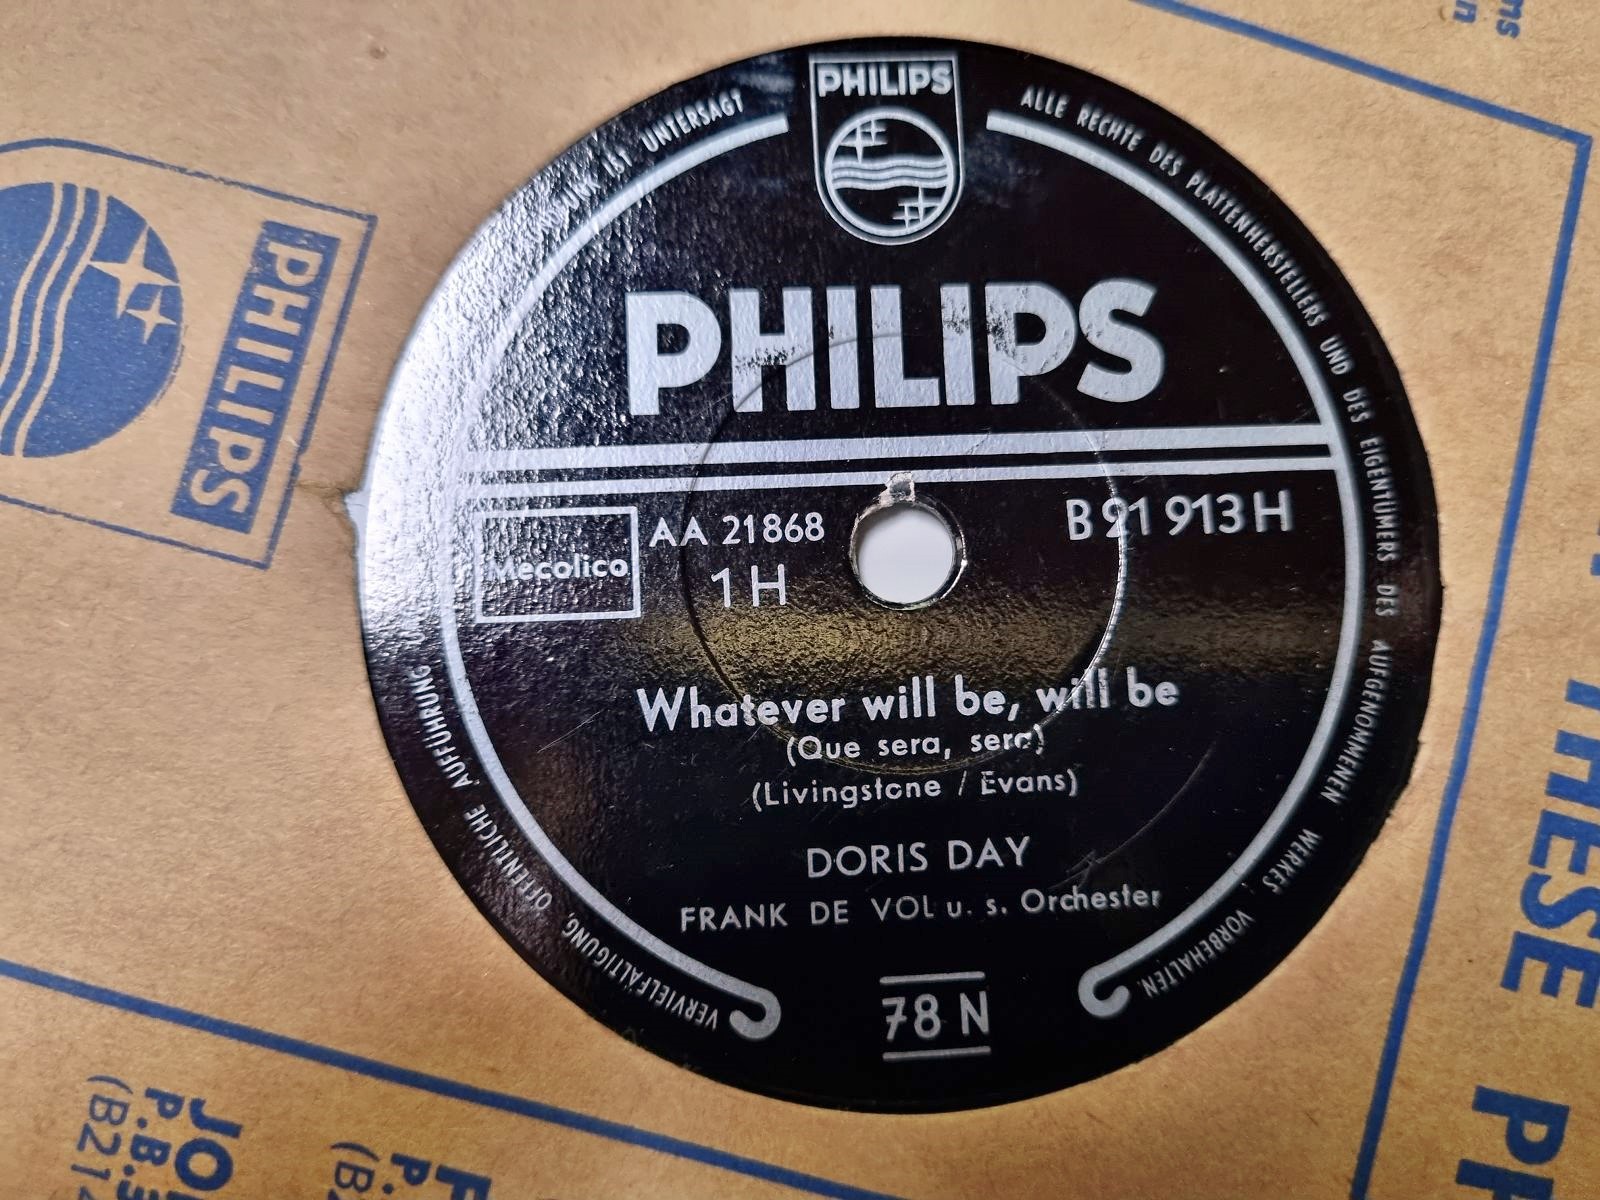 PHILIPS
ALLE RECHTE DES PLATTENHERSTELLERS UND DES EIGENTÜMERS DES AUFGENOMMENEN WERKES VORBEHALTEN.
VERVIELFÄLTIGUNG, ÖFFENTLICHE AUFFÜHRUNG
IST UNTERSAGT
PHILIPS
Mecolico
AA 21868
1 H
B 21 913 H
Whatever will be, will be
(Que sera, sera)
(Livingstone / Evans)
DORIS DAY
FRANK DE VOL u. s. Orchester
78 N
PHILIPS
THESE